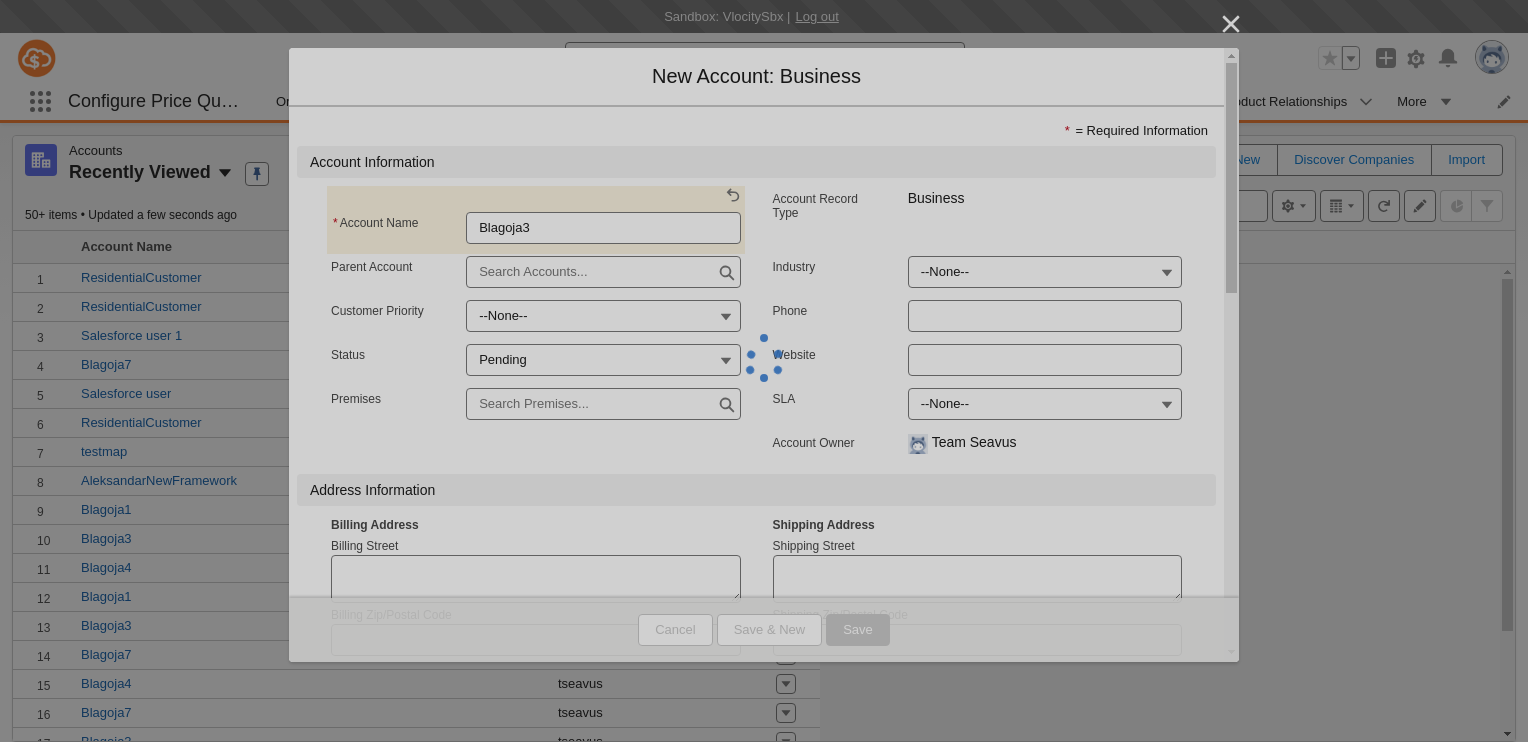 Sandbox: VlocitySbx | Log out
New Account: Business
Configure Price Qu…
oduct Relationships
More
* = Required Information
Accounts
Recently Viewed
New
Discover Companies
Import
50+ items • Updated a few seconds ago
Account Name
1 ResidentialCustomer
2 ResidentialCustomer
3 Salesforce user 1
4 Blagoja7
5 Salesforce user
6 ResidentialCustomer
7 testmap
8 AleksandarNewFramework
9 Blagoja1
10 Blagoja3
11 Blagoja4
12 Blagoja1
13 Blagoja3
14 Blagoja7
15 Blagoja4 tseavus
16 Blagoja7 tseavus
Account Information
* Account Name
Blagoja3
Account Record
Type
Business
Parent Account
Search Accounts...
Industry
--None--
Customer Priority
--None--
Phone
Status
Pending
Website
Premises
Search Premises...
SLA
--None--
Account Owner
Team Seavus
Address Information
Billing Address
Shipping Address
Billing Street
Shipping Street
Billing Zip/Postal Code
Shipping Zip/Postal Code
Cancel
Save & New
Save